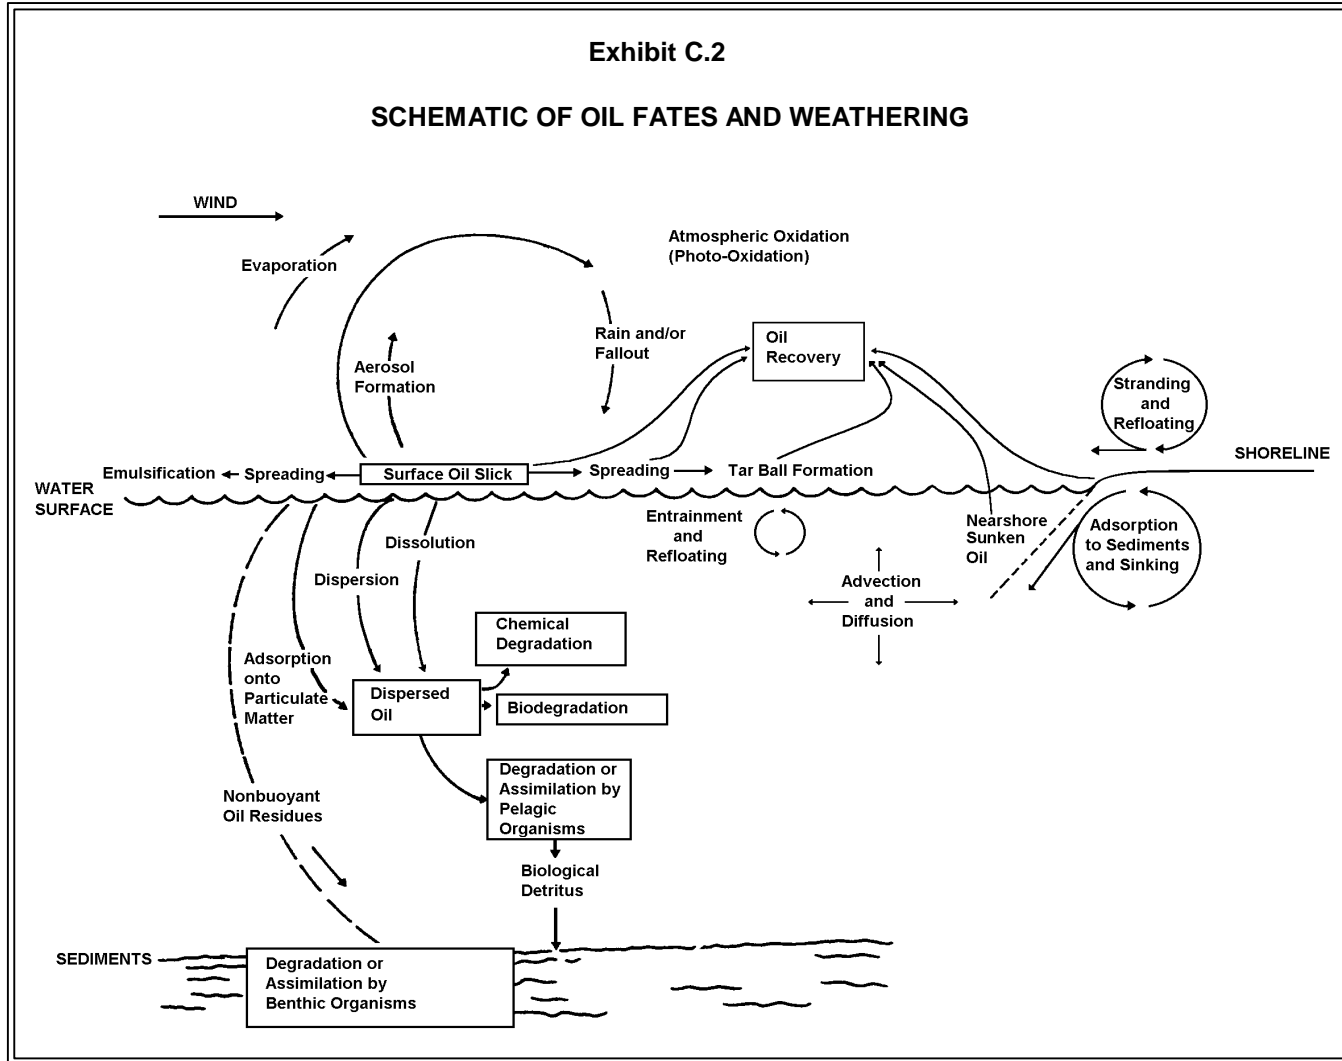 Exhibit C.2
SCHEMATIC OF OIL FATES AND WEATHERING
WIND
Evaporation
Atmospheric Oxidation
(Photo-Oxidation)
Aerosol
Formation
Rain and/or
Fallout
Oil
Recovery
Stranding
and
Refloating
SHORELINE
Emulsification
Spreading
Surface Oil Slick
Spreading
Tar Ball Formation
WATER
SURFACE
Entrainment
and
Refloating
Nearshore
Sunken
Oil
Adsorption
to Sediments
and Sinking
Dissolution
Dispersion
Advection
and
Diffusion
Chemical
Degradation
Adsorption
onto
Particulate
Matter
Dispersed
Oil
Biodegradation
Degradation or
Assimilation by
Pelagic
Organisms
Nonbuoyant
Oil Residues
Biological
Detritus
SEDIMENTS
Degradation or
Assimilation by
Benthic Organisms